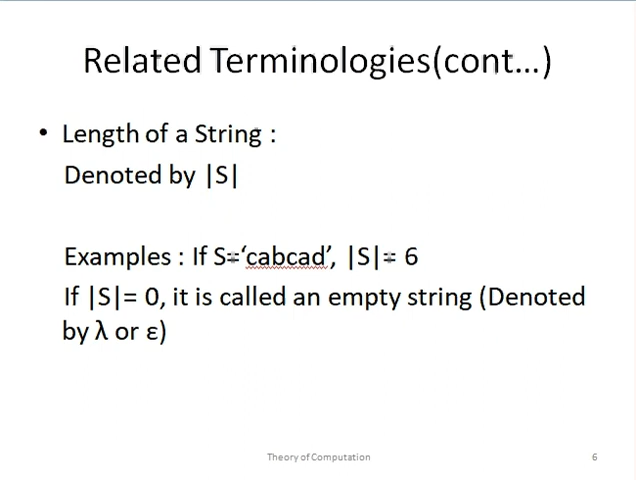 Related Terminologies(cont…)
• Length of a String :
Denoted by |S|
Examples : If S=‘cabcad’, |S|= 6
If |S|= 0, it is called an empty string (Denoted
by λ or ε)
Theory of Computation
6